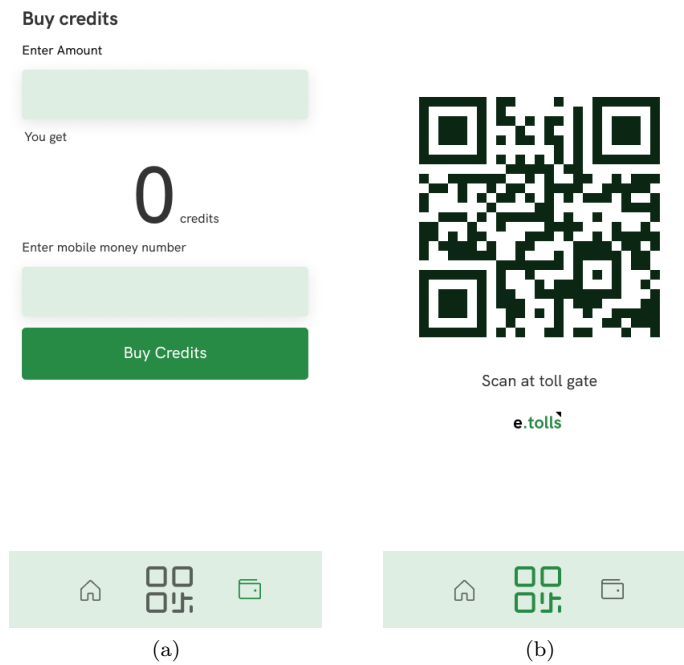 Buy credits
Enter Amount
You get
0 credits
Enter mobile money number
Buy Credits
(a)
Scan at toll gate
e.tolls
(b)